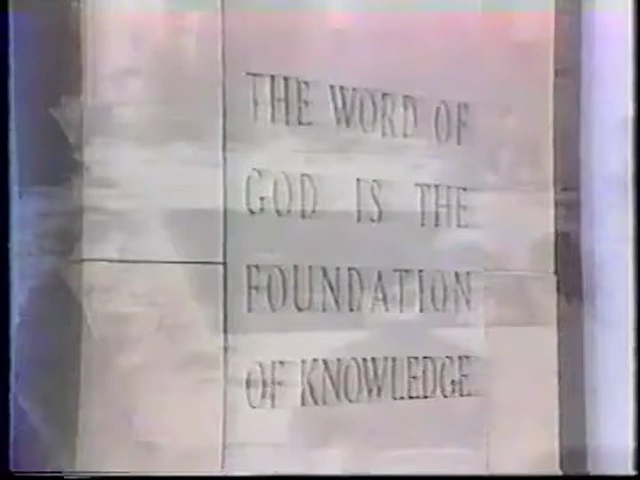 THE WORD OF
GOD IS THE
FOUNDATION
OF KNOWLEDGE